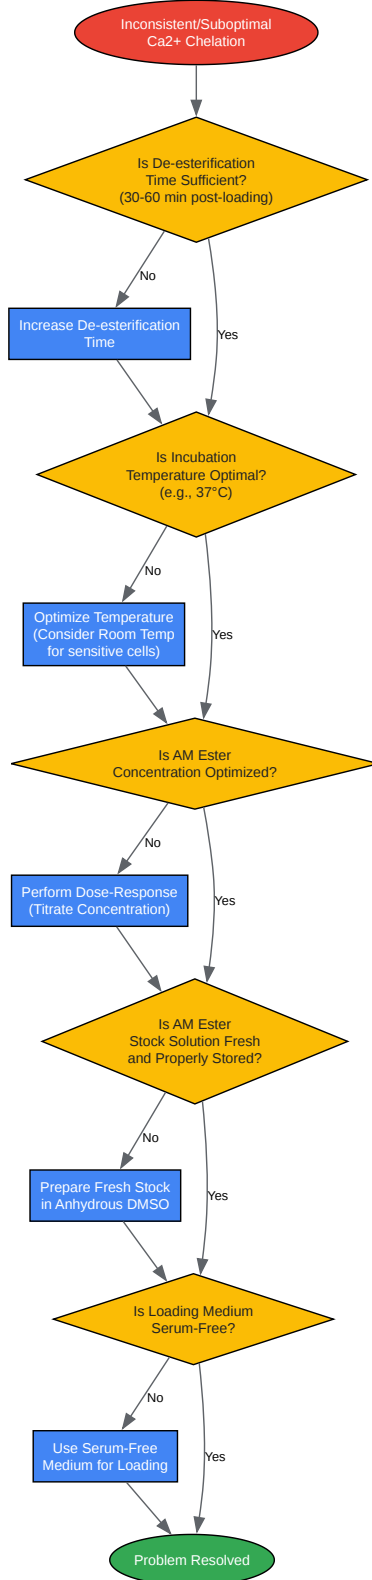 Inconsistent/Suboptimal
Ca2+ Chelation
Is De-esterification
Time Sufficient?
(30-60 min post-loading)
No
Increase De-esterification
Time
Yes
Is Incubation
Temperature Optimal?
(e.g., 37°C)
No
Optimize Temperature
(Consider Room Temp
for sensitive cells)
Yes
Is AM Ester
Concentration Optimized?
No
Perform Dose-Response
(Titrate Concentration)
Yes
Is AM Ester
Stock Solution Fresh
and Properly Stored?
No
Prepare Fresh Stock
in Anhydrous DMSO
Yes
Is Loading Medium
Serum-Free?
No
Use Serum-Free
Medium for Loading
Yes
Problem Resolved